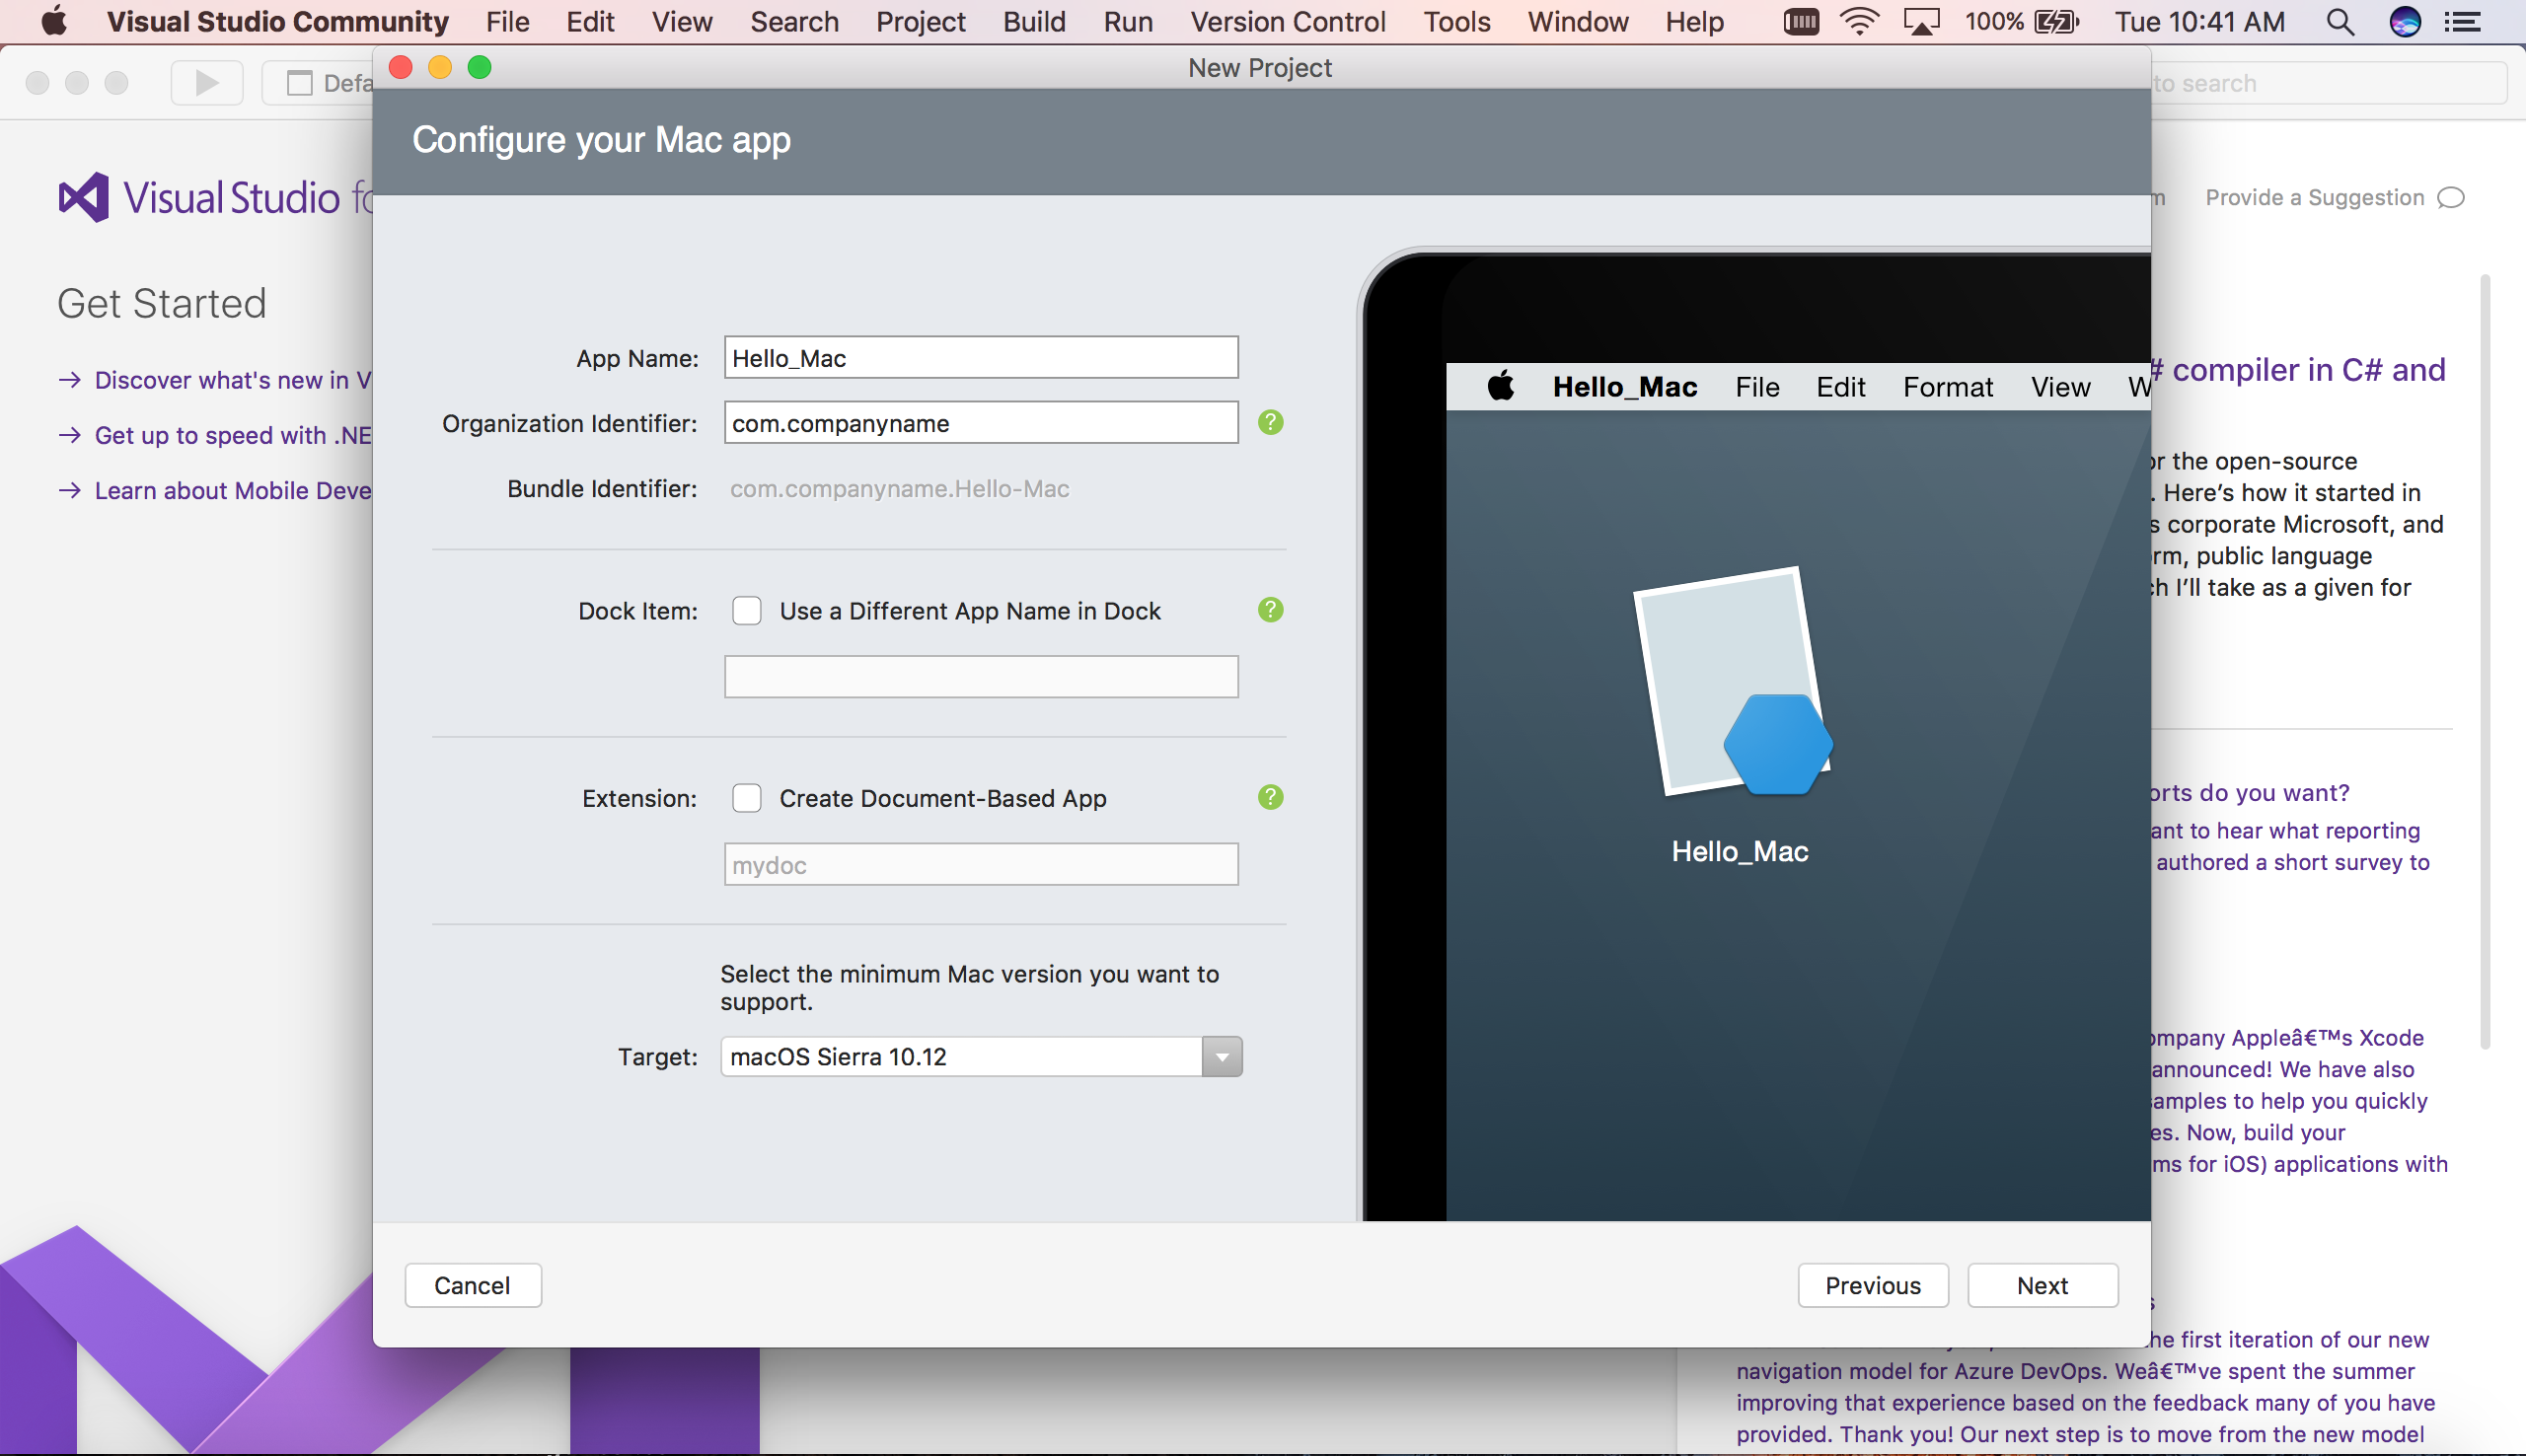 Visual Studio Community File Edit View Search Project Build Run Version Control Tools Window Help 100% Tue 10:41 AM
New Project
to search
Configure your Mac app
Visual Studio
Provide a Suggestion
Get Started
Discover what's new in V
Get up to speed with .NE
Learn about Mobile Deve
App Name: Hello_Mac
Organization Identifier: com.companyname ?
Bundle Identifier: com.companyname.Hello-Mac
Dock Item: Use a Different App Name in Dock ?
Extension: Create Document-Based App ?
mydoc
Select the minimum Mac version you want to
support.
Target: macOS Sierra 10.12
Hello_Mac File Edit Format View
Hello_Mac
Cancel Previous Next
# compiler in C# and
or the open-source
. Here’s how it started in
s corporate Microsoft, and
orm, public language
ch I’ll take as a given for
orts do you want?
ant to hear what reporting
authored a short survey to
ompany Appleâ€™s Xcode
announced! We have also
samples to help you quickly
es. Now, build your
ms for iOS) applications with
he first iteration of our new
navigation model for Azure DevOps. Weâ€™ve spent the summer
improving that experience based on the feedback many of you have
provided. Thank you! Our next step is to move from the new model